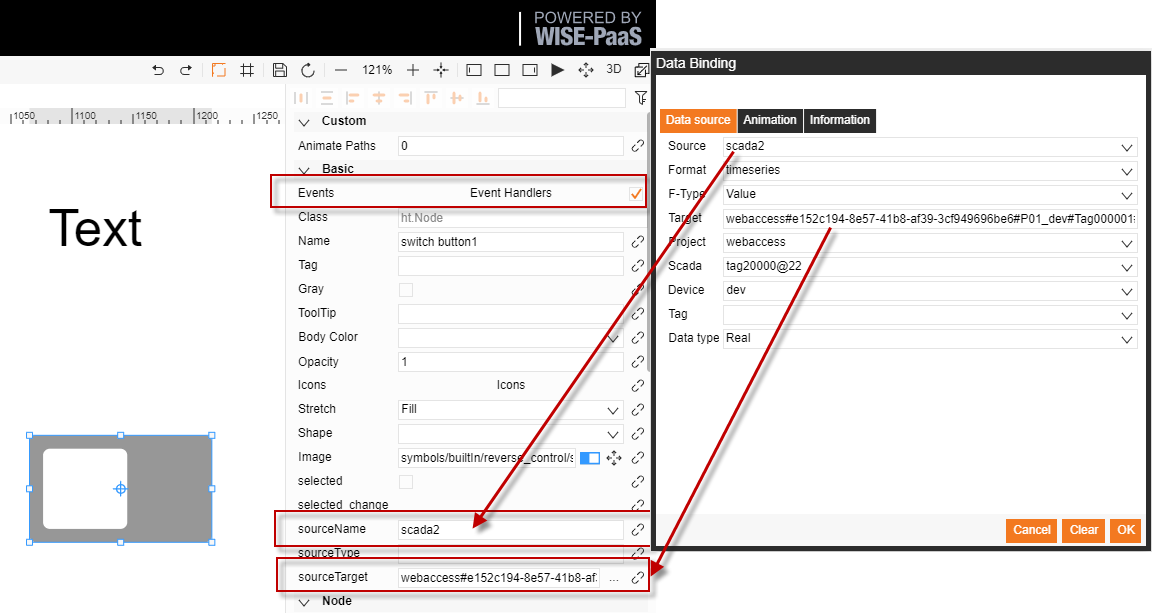 POWERED BY
WISE-PaaS
121%
3D
1050
1100
1150
1200
1250
Text
Custom
Animate Paths 0
Basic
Events Event Handlers
Class ht.Node
Name switch button1
Tag
Gray
ToolTip
Body Color
Opacity 1
Icons Icons
Stretch Fill
Shape
Image symbols/builtIn/reverse_control/s
selected
selected_change
sourceName scada2
sourceType
sourceTarget webaccess#e152c194-8e57-41b8-af. ...
Node
Data Binding
Data source Animation Information
Source scada2
Format timeseries
F-Type Value
Target webaccess#e152c194-8e57-41b8-af39-3cf949696be6#P01_dev#Tag000001#
Project webaccess
Scada tag20000@22
Device dev
Tag
Data type Real
Cancel Clear OK